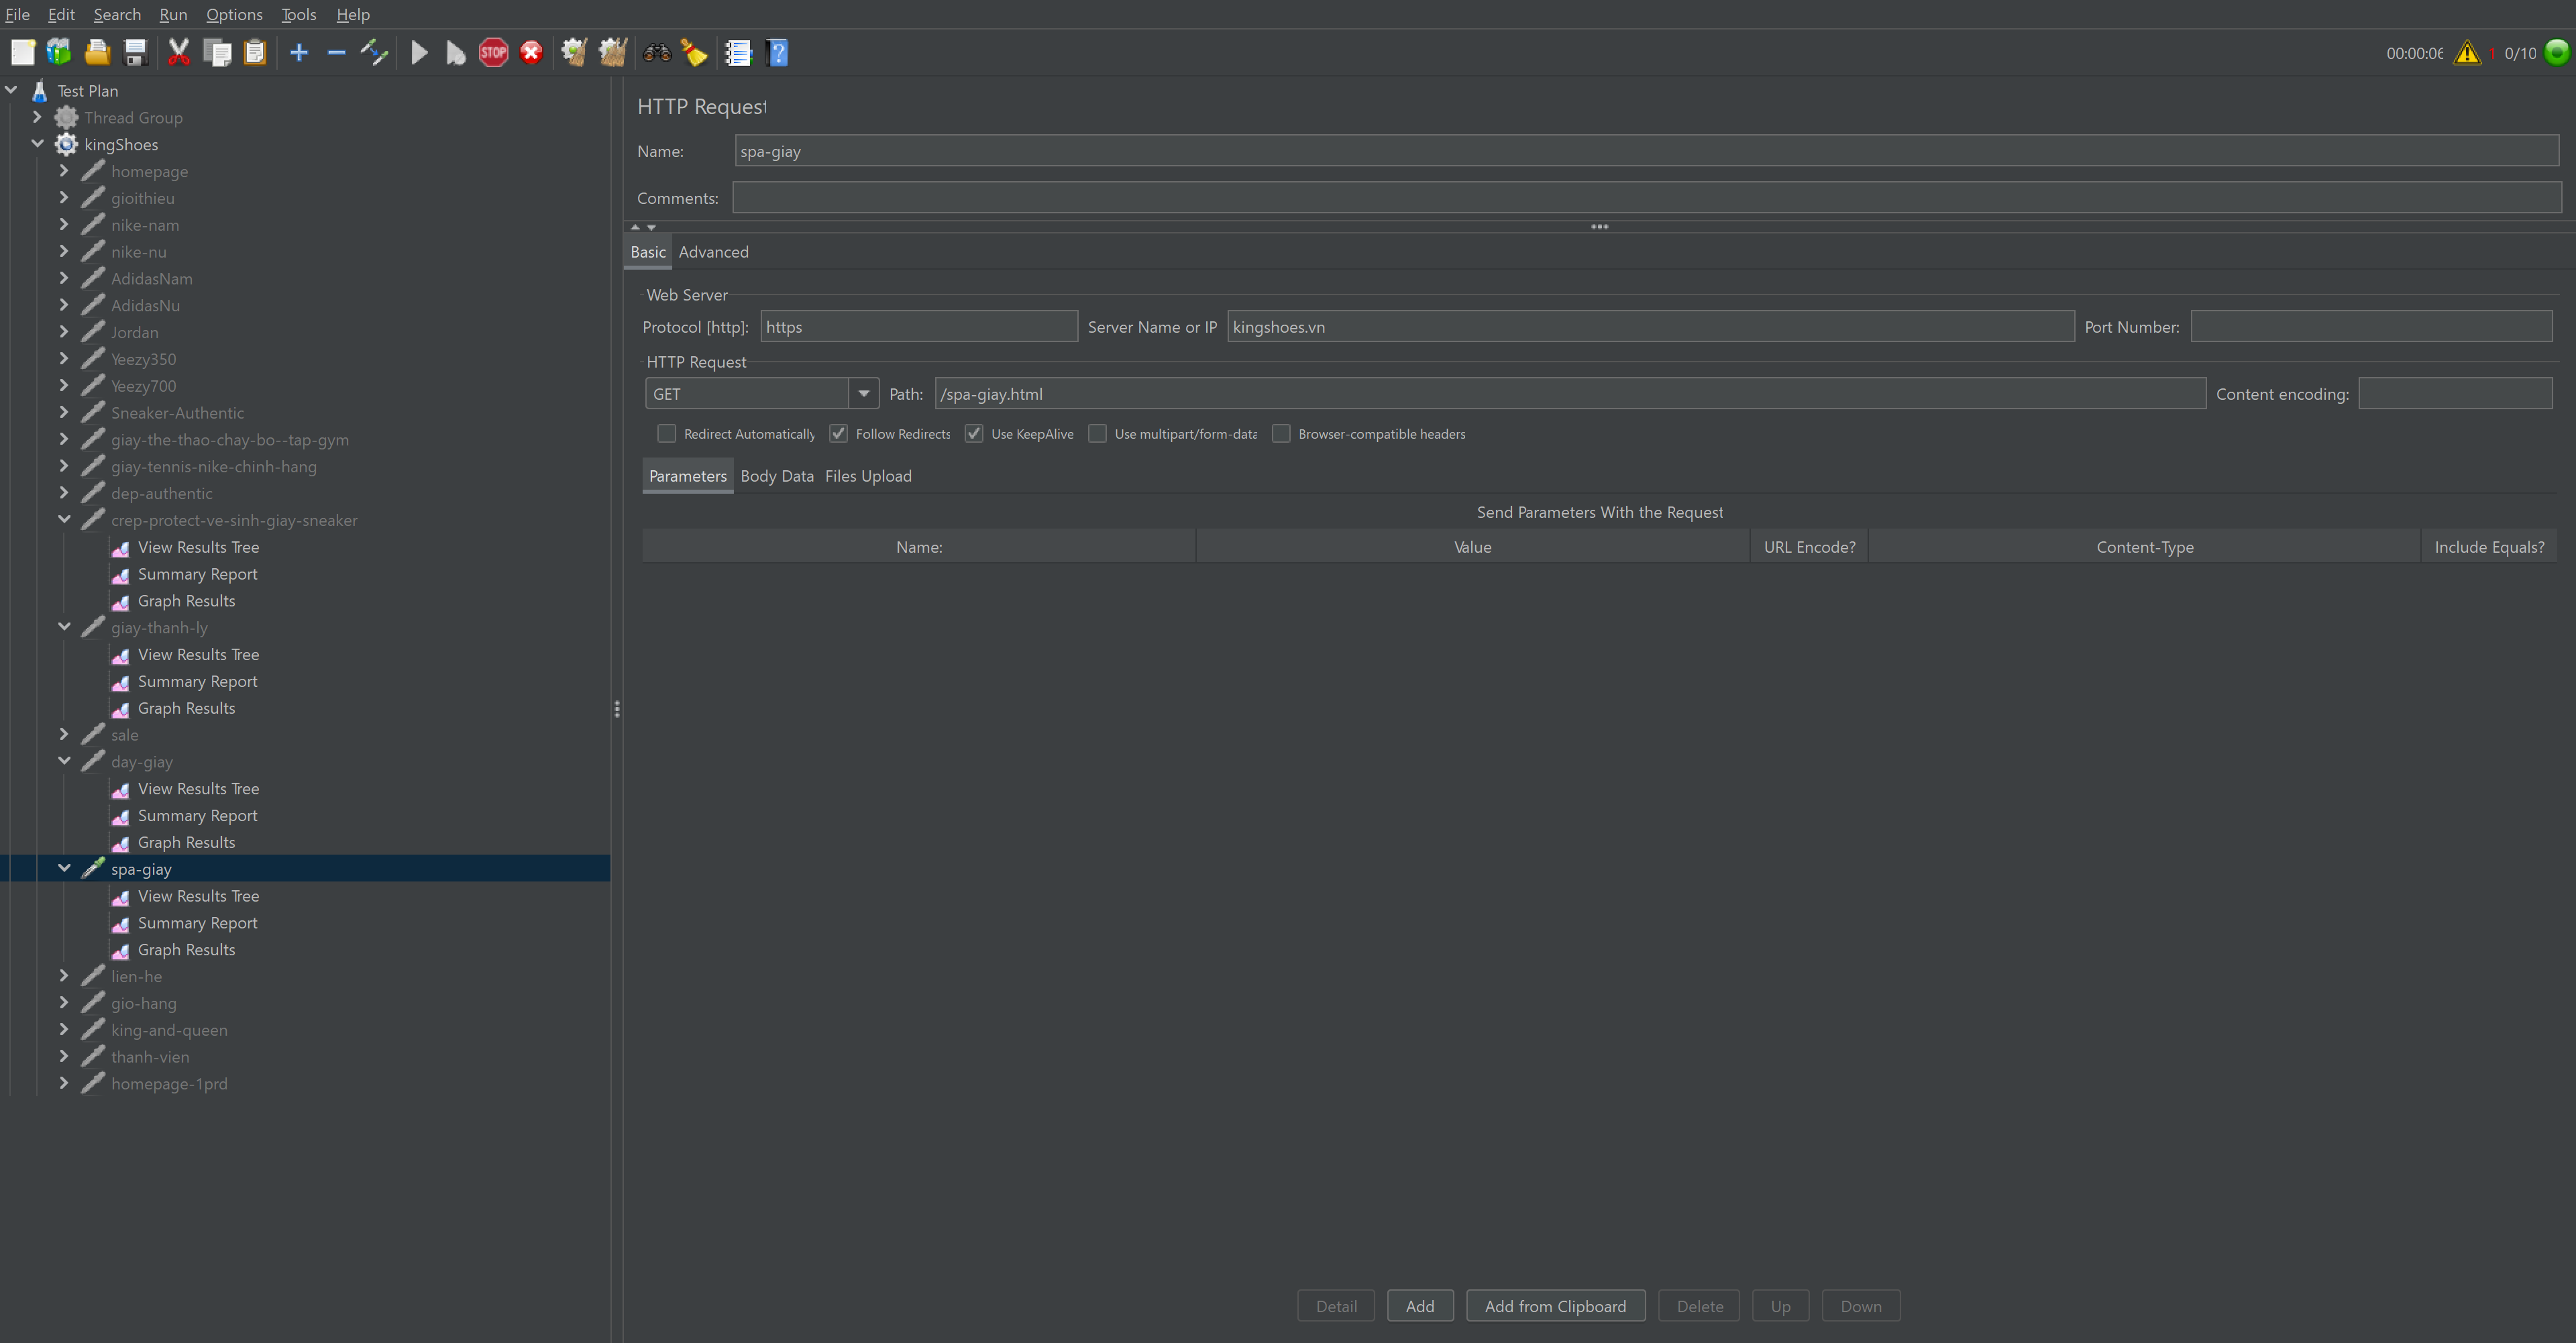 File Edit Search Run Options Tools Help
STOP
00:00:06 1 0/10
Test Plan
Thread Group
kingShoes
homepage
gioithieu
nike-nam
nike-nu
AdidasNam
AdidasNu
Jordan
Yeezy350
Yeezy700
Sneaker-Authentic
giay-the-thao-chay-bo--tap-gym
giay-tennis-nike-chinh-hang
dep-authentic
crep-protect-ve-sinh-giay-sneaker
View Results Tree
Summary Report
Graph Results
giay-thanh-ly
View Results Tree
Summary Report
Graph Results
sale
day-giay
View Results Tree
Summary Report
Graph Results
spa-giay
View Results Tree
Summary Report
Graph Results
lien-he
gio-hang
king-and-queen
thanh-vien
homepage-1prd
HTTP Request
Name: spa-giay
Comments:
Basic Advanced
Web Server
Protocol [http]: https Server Name or IP kingshoes.vn Port Number:
HTTP Request
GET Path: /spa-giay.html Content encoding:
Redirect Automatically Follow Redirects Use KeepAlive Use multipart/form-data Browser-compatible headers
Parameters Body Data Files Upload
Send Parameters With the Request
Name: Value URL Encode? Content-Type Include Equals?
Detail Add Add from Clipboard Delete Up Down